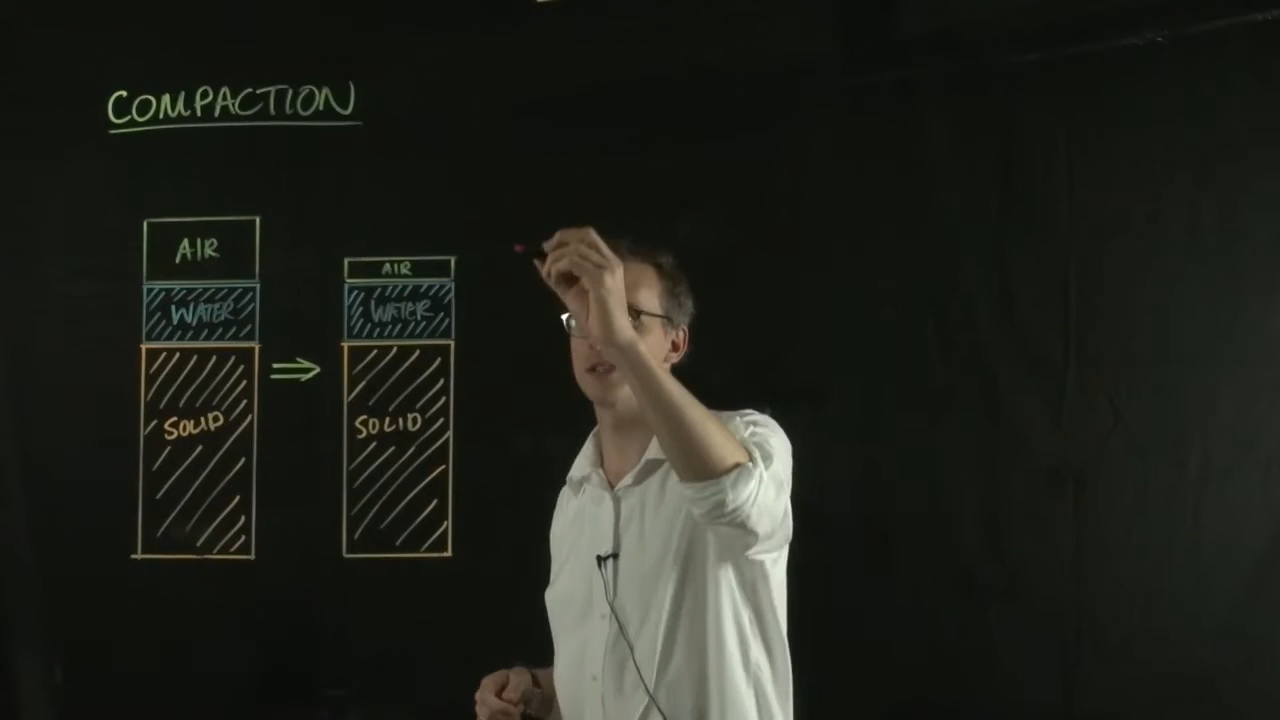 COMPACTION
AIR
WATER
SOLID
AIR
WATER
SOLID